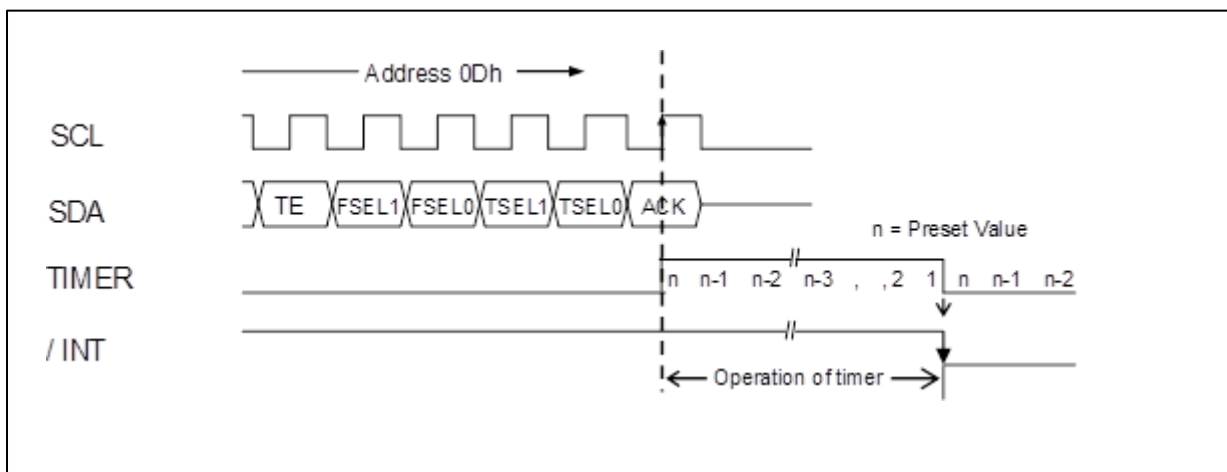 Address 0Dh
SCL
SDA TE FSEL1 FSEL0 TSEL1 TSEL0 ACK
n = Preset Value
TIMER n n-1 n-2 n-3 , ,2 1 n n-1 n-2
/ INT
Operation of timer